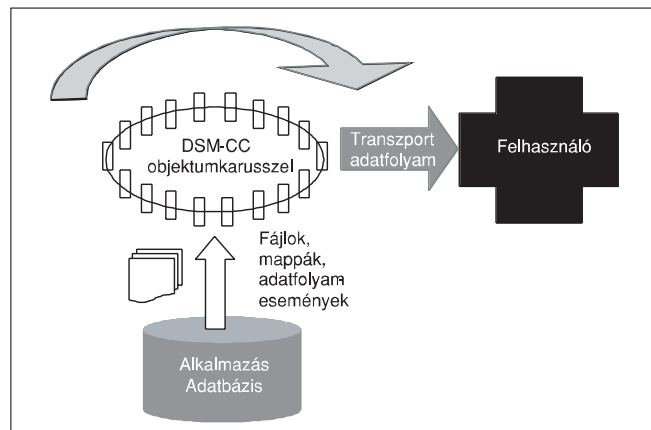 DSM-CC
objektumkarusszel
Transzport
adatfolyam
Felhasználó
Fájlok,
mappák,
adatfolyam
események
Alkalmazás
Adatbázis